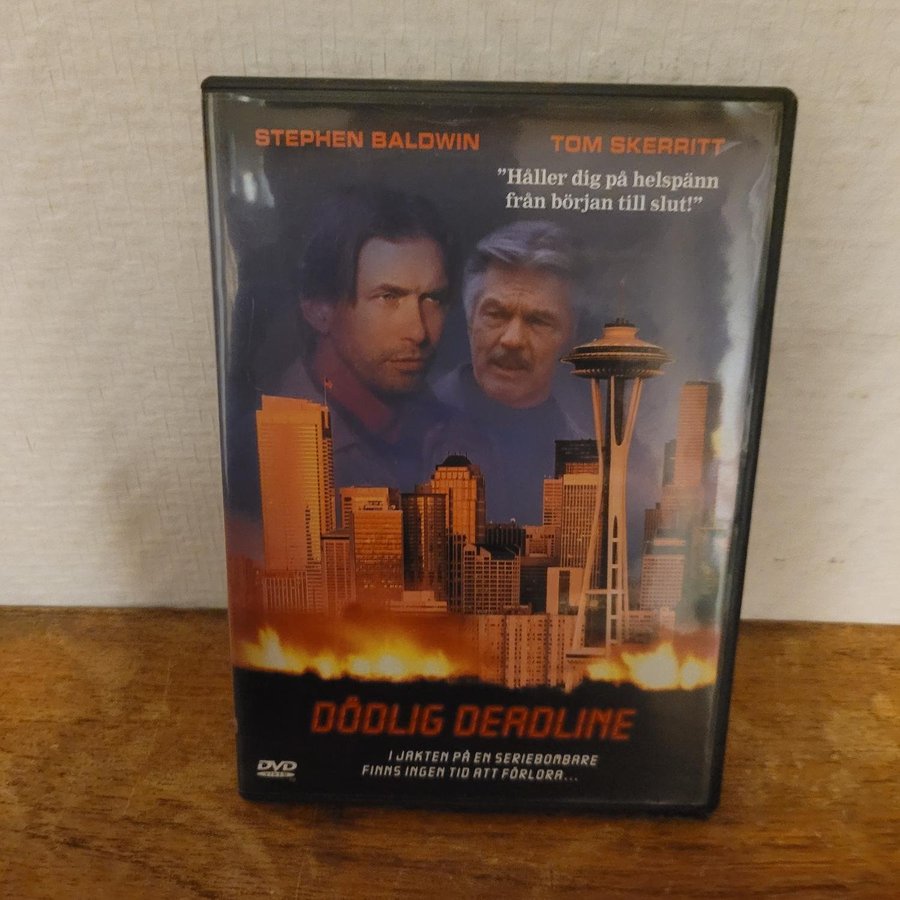 STEPHEN BALDWIN
TOM SKERRITT
”Håller dig på helspänn
från början till slut!”
DÖDLIG DEADLINE
I JAKTEN PÅ EN SERIEBOMBARE
FINNS INGEN TID ATT FÖRLORA...
DVD
VIDEO